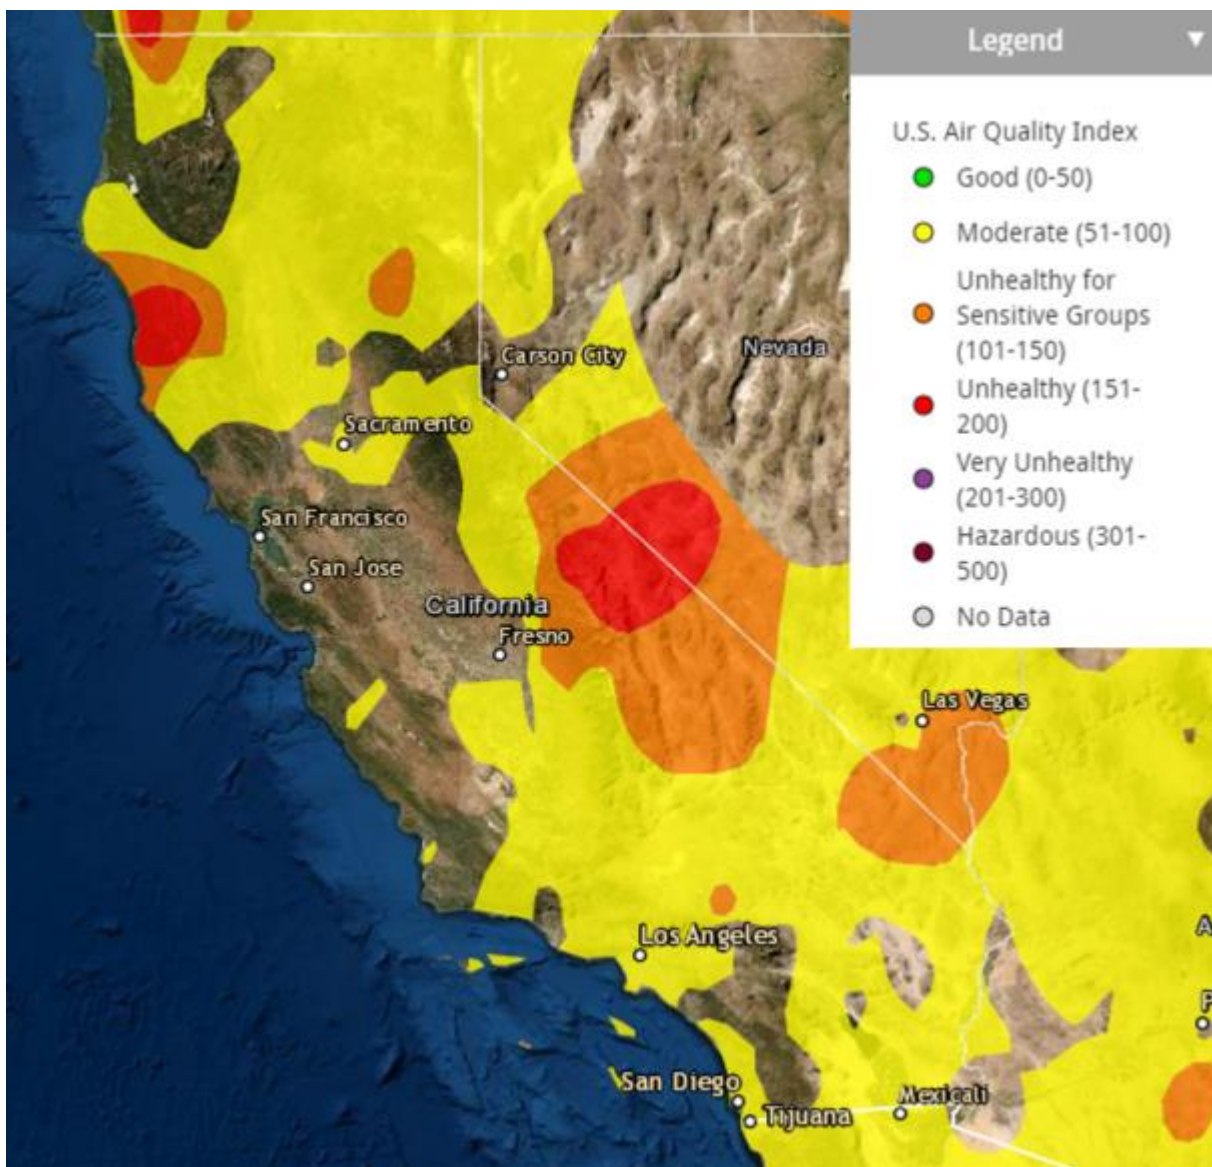 Legend
U.S. Air Quality Index
Good (0-50)
Moderate (51-100)
Unhealthy for
Sensitive Groups
(101-150)
Unhealthy (151-
200)
Very Unhealthy
(201-300)
Hazardous (301-
500)
No Data
Carson City
Nevada
Sacramento
San Francisco
San Jose
California
Fresno
Las Vegas
Los Angeles
A
San Diego
Tijuana
Mexicali